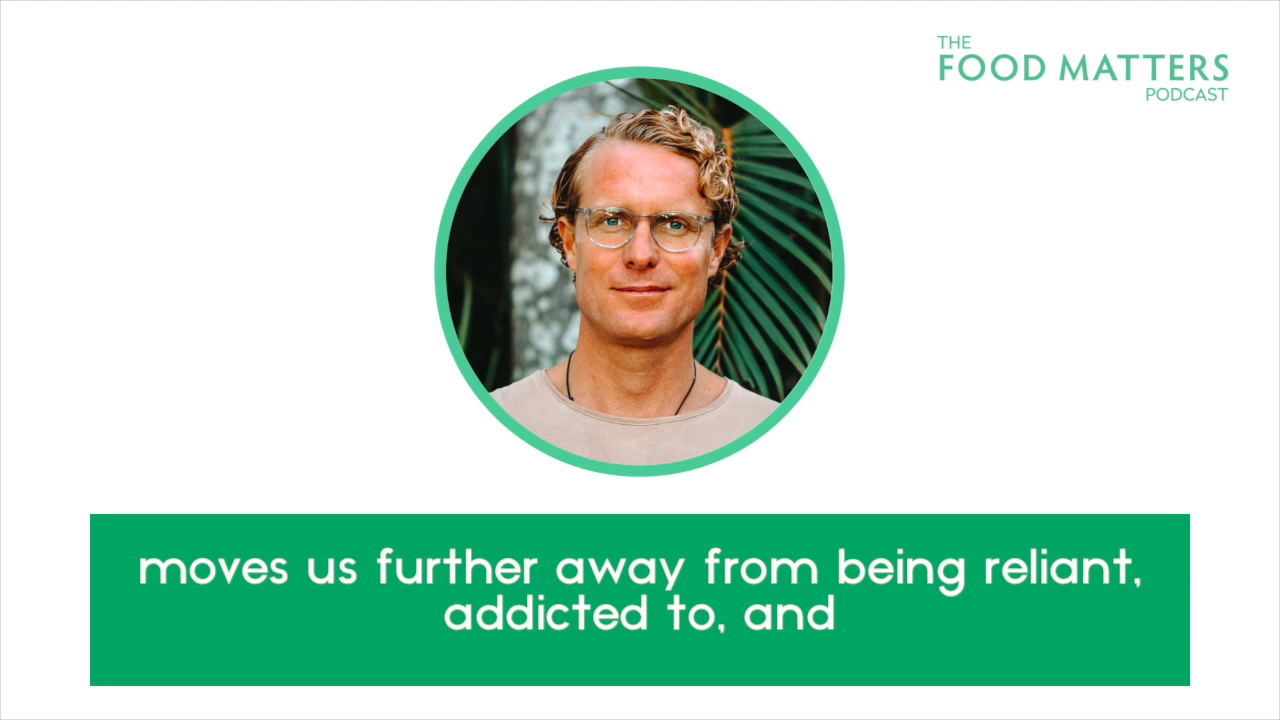 THE
FOOD MATTERS
PODCAST
moves us further away from being reliant,
addicted to, and